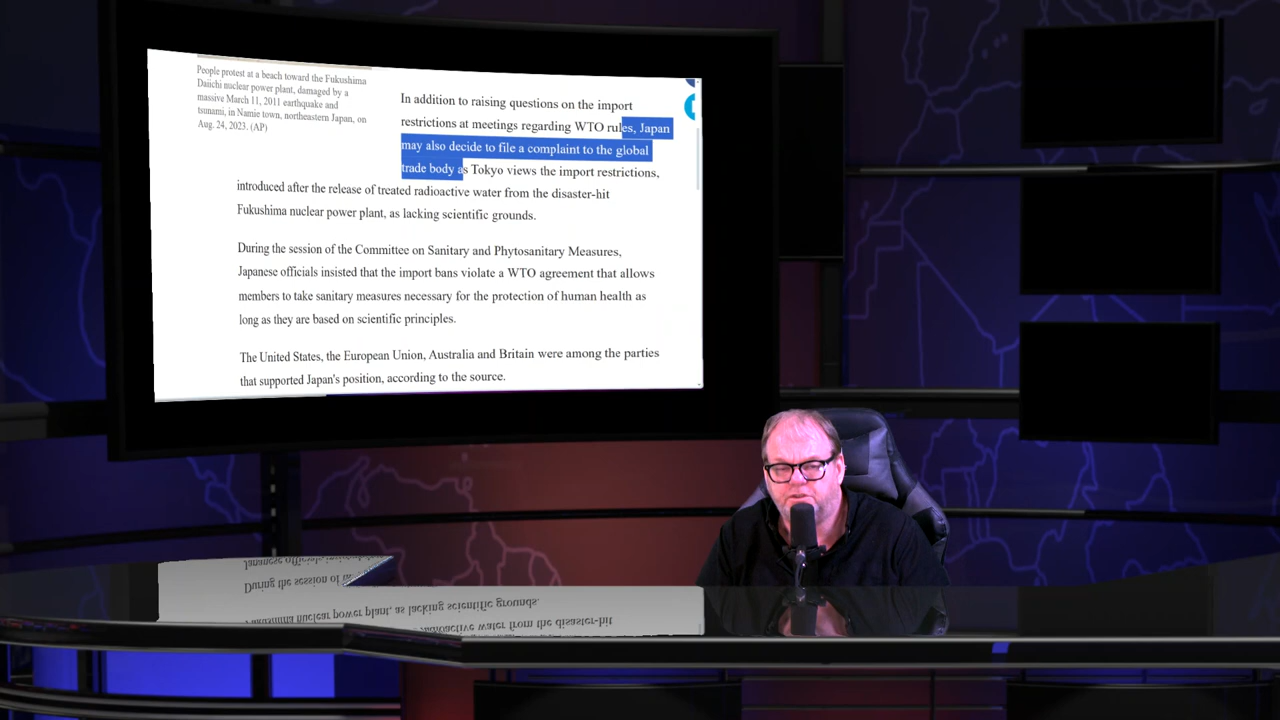 People protest at a beach toward the Fukushima
Daiichi nuclear power plant, damaged by a
massive March 11, 2011 earthquake and
tsunami, in Namie town, northeastern Japan, on
Aug. 24, 2023. (AP)
In addition to raising questions on the import
restrictions at meetings regarding WTO rules, Japan
may also decide to file a complaint to the global
trade body as Tokyo views the import restrictions,
introduced after the release of treated radioactive water from the disaster-hit
Fukushima nuclear power plant, as lacking scientific grounds.
During the session of the Committee on Sanitary and Phytosanitary Measures,
Japanese officials insisted that the import bans violate a WTO agreement that allows
members to take sanitary measures necessary for the protection of human health as
long as they are based on scientific principles.
The United States, the European Union, Australia and Britain were among the parties
that supported Japan's position, according to the source.